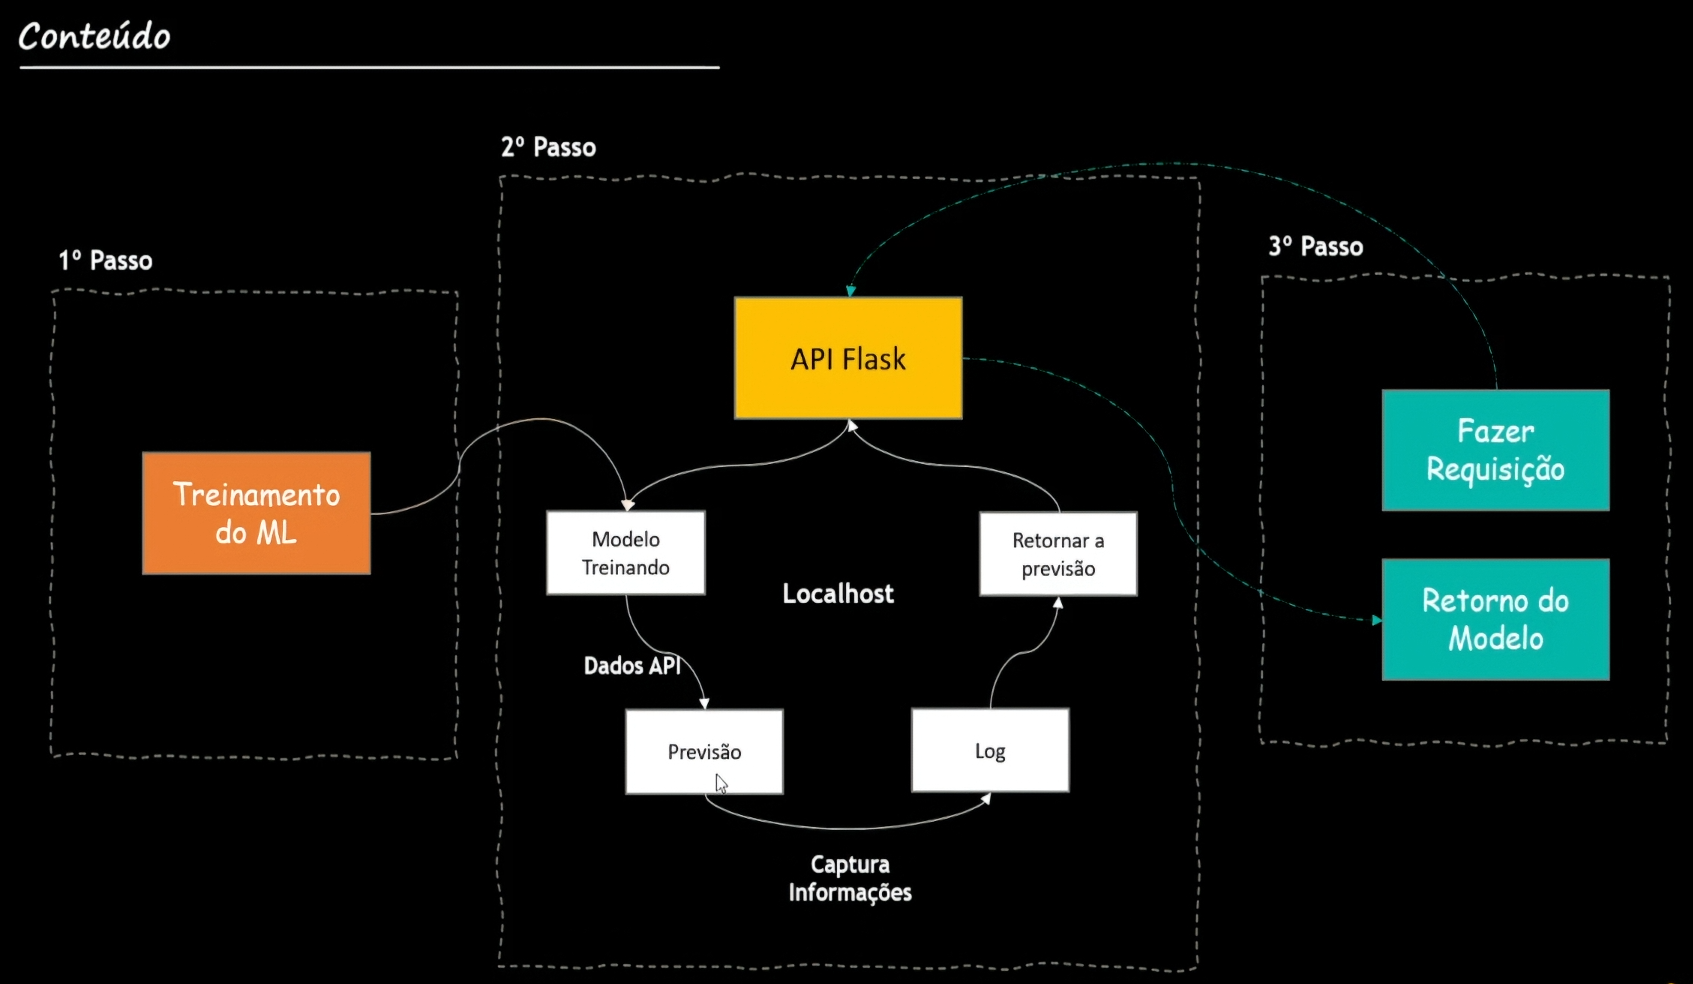 Conteúdo
2º Passo
1º Passo
3º Passo
API Flask
Fazer
Requisição
Treinamento
do ML
Modelo
Treinando
Retornar a
previsão
Localhost
Retorno do
Modelo
Dados API
Previsão
Log
Captura
Informações